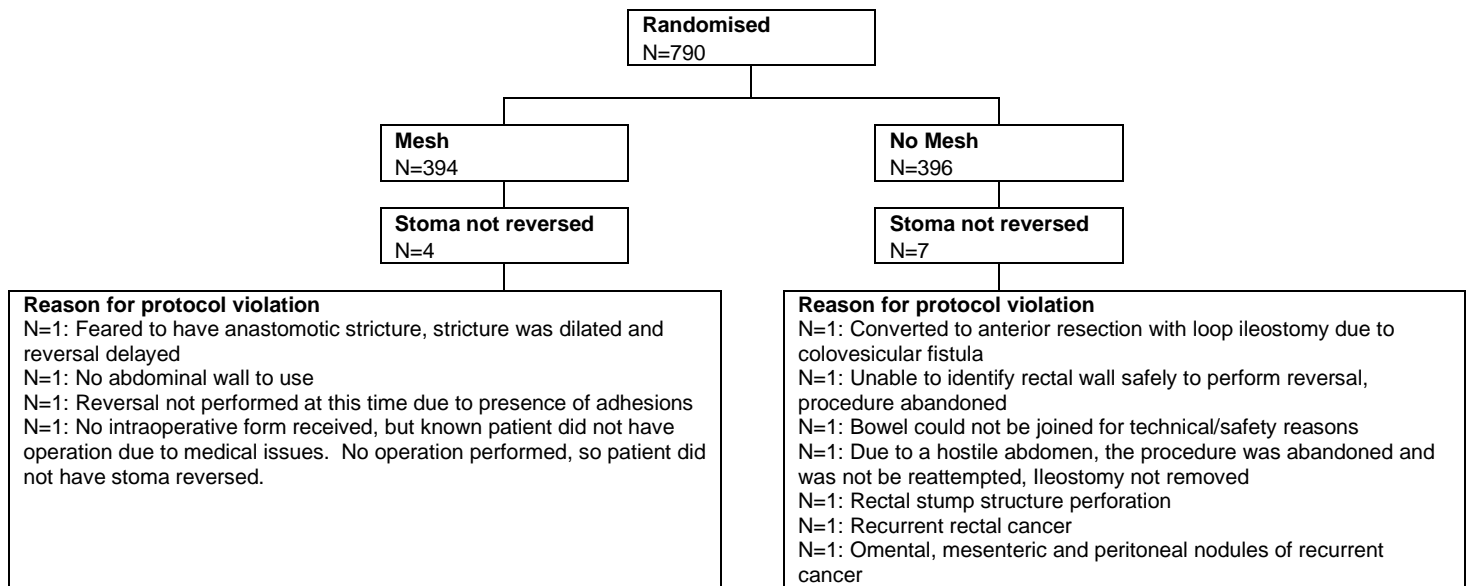 Randomised
N=790
Mesh
N=394
No Mesh
N=396
Stoma not reversed
N=4
Stoma not reversed
N=7
Reason for protocol violation
N=1: Feared to have anastomotic stricture, stricture was dilated and
reversal delayed
N=1: No abdominal wall to use
N=1: Reversal not performed at this time due to presence of adhesions
N=1: No intraoperative form received, but known patient did not have
operation due to medical issues.  No operation performed, so patient did
not have stoma reversed.
Reason for protocol violation
N=1: Converted to anterior resection with loop ileostomy due to
colovesicular fistula
N=1: Unable to identify rectal wall safely to perform reversal,
procedure abandoned
N=1: Bowel could not be joined for technical/safety reasons
N=1: Due to a hostile abdomen, the procedure was abandoned and
was not be reattempted, Ileostomy not removed
N=1: Rectal stump structure perforation
N=1: Recurrent rectal cancer
N=1: Omental, mesenteric and peritoneal nodules of recurrent
cancer